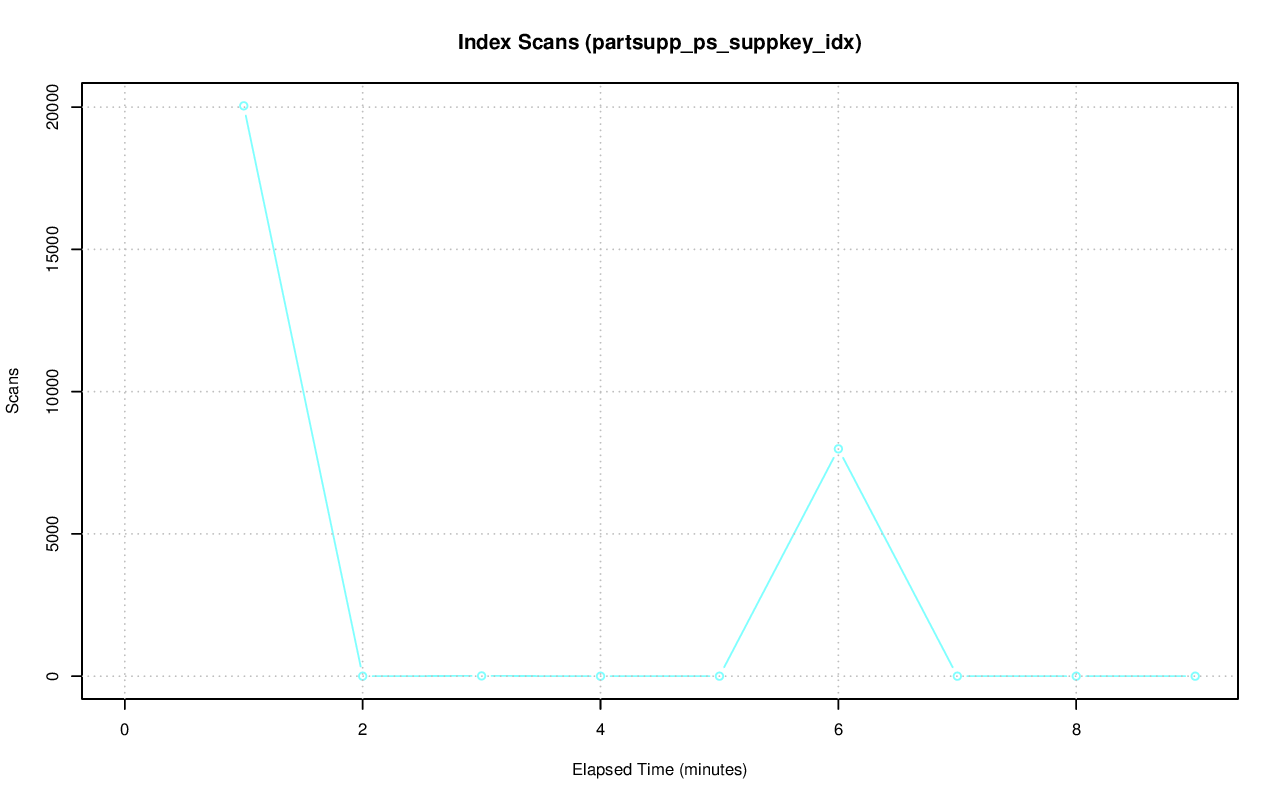 Index Scans (partsupp_ps_suppkey_idx)
20000
15000
10000
5000
0
Scans
0 2 4 6 8
Elapsed Time (minutes)